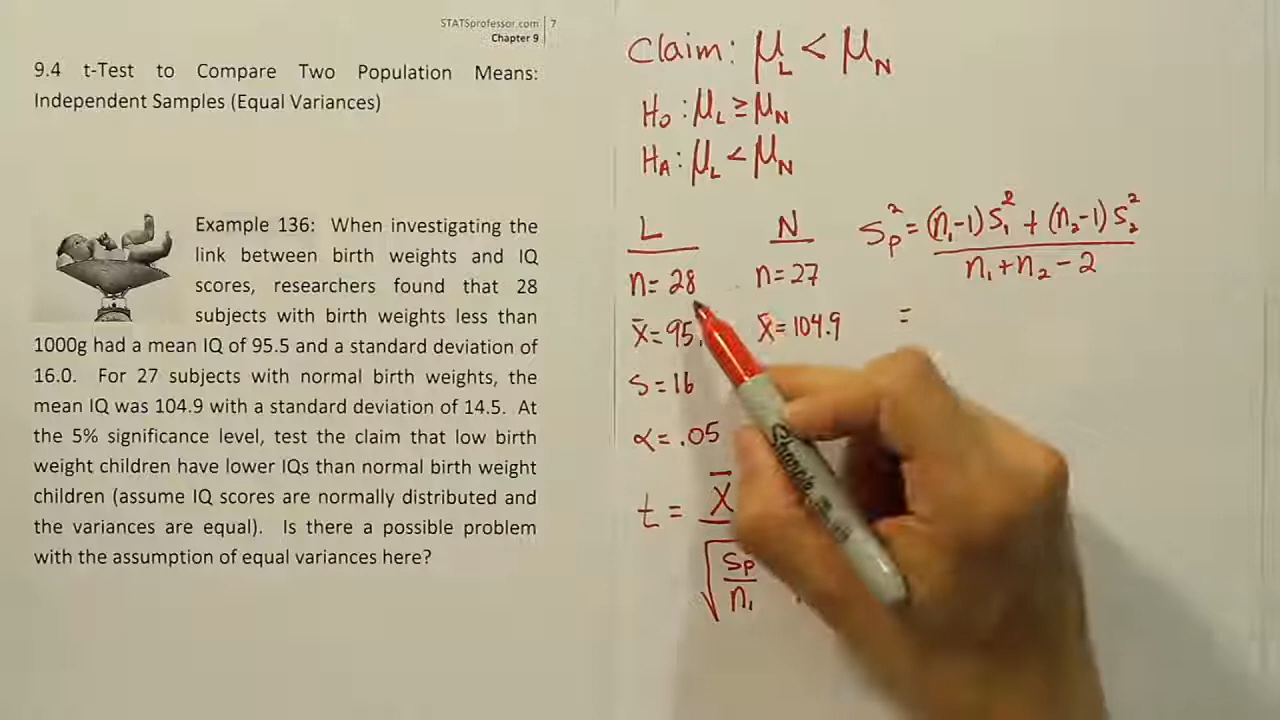 STATSprofessor.com 7
Chapter 9
9.4 t-Test to Compare Two Population Means:
Independent Samples (Equal Variances)
Example 136: When investigating the
link between birth weights and IQ
scores, researchers found that 28
subjects with birth weights less than
1000g had a mean IQ of 95.5 and a standard deviation of
16.0. For 27 subjects with normal birth weights, the
mean IQ was 104.9 with a standard deviation of 14.5. At
the 5% significance level, test the claim that low birth
weight children have lower IQs than normal birth weight
children (assume IQ scores are normally distributed and
the variances are equal). Is there a possible problem
with the assumption of equal variances here?
Claim: μL < μN
H0: μL ≥ μN
HA: μL < μN
L
n = 28
x̄ = 95.
s = 16
α = .05
N
n = 27
x̄ = 104.9
Sp² = (n₁-1)S₁² + (n₂-1)S₂²
n₁ + n₂ - 2
=
t = X̄
√ Sp
n₁
Sharpie